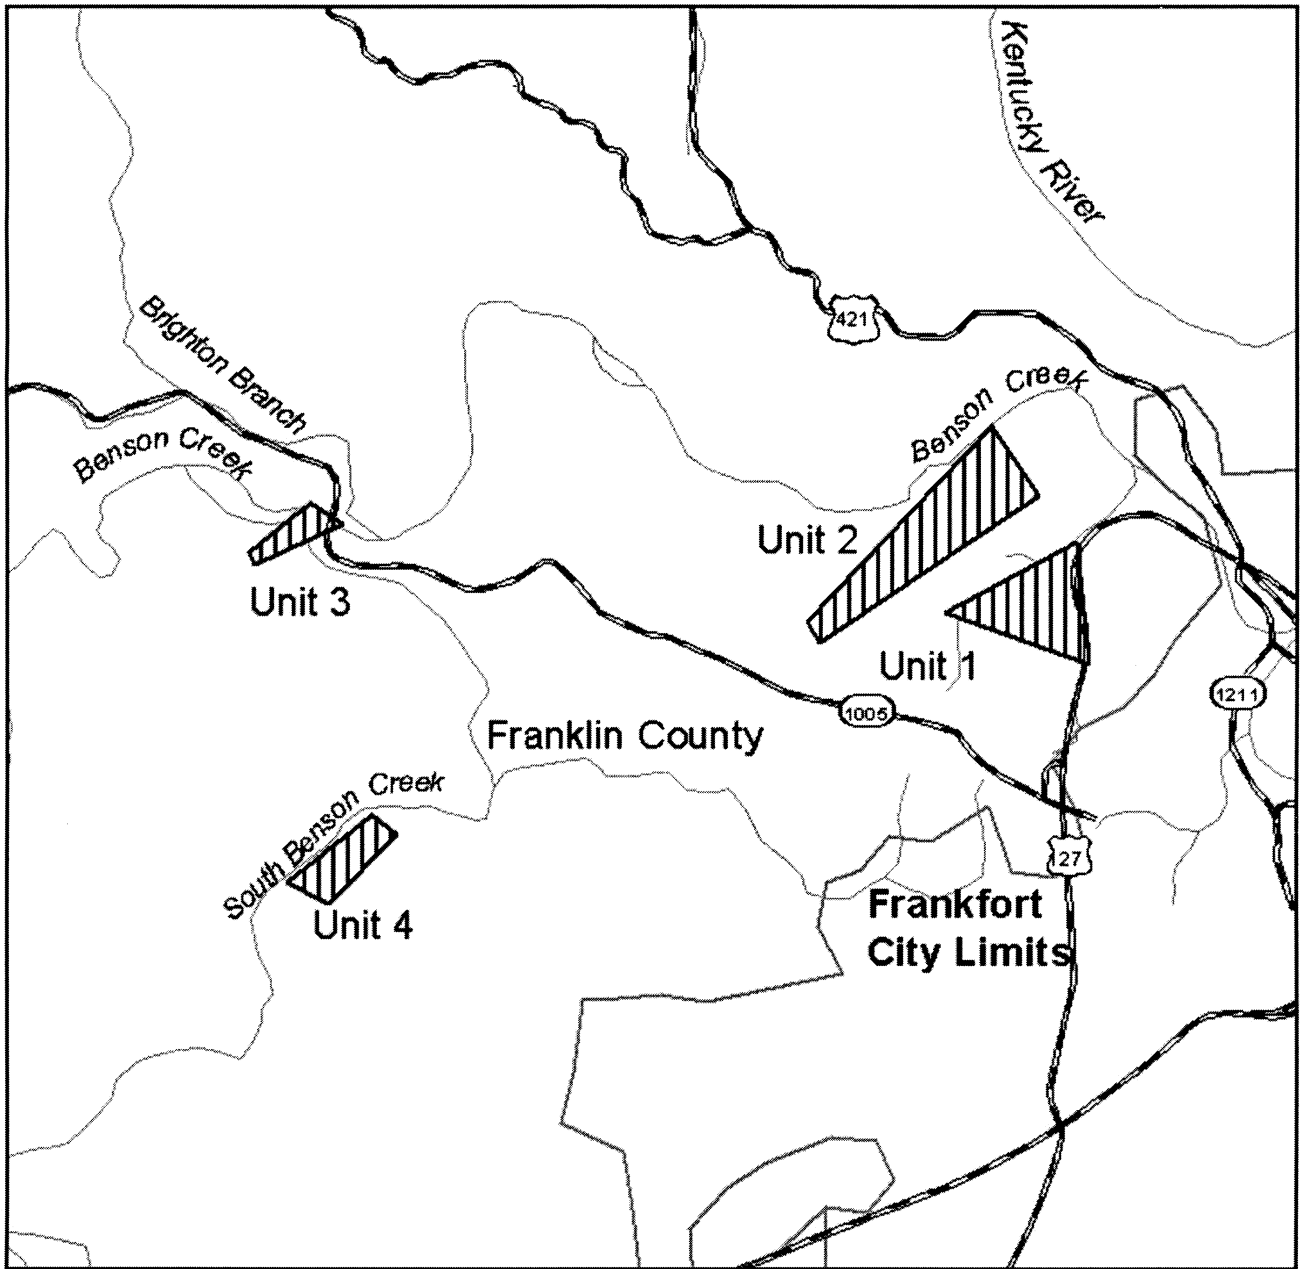 Kentucky River
421
Brighton Branch
Benson Creek
Benson Creek
Unit 2
Unit 3
Unit 1
1211
1005
Franklin County
South Benson Creek
127
Frankfort
City Limits
Unit 4